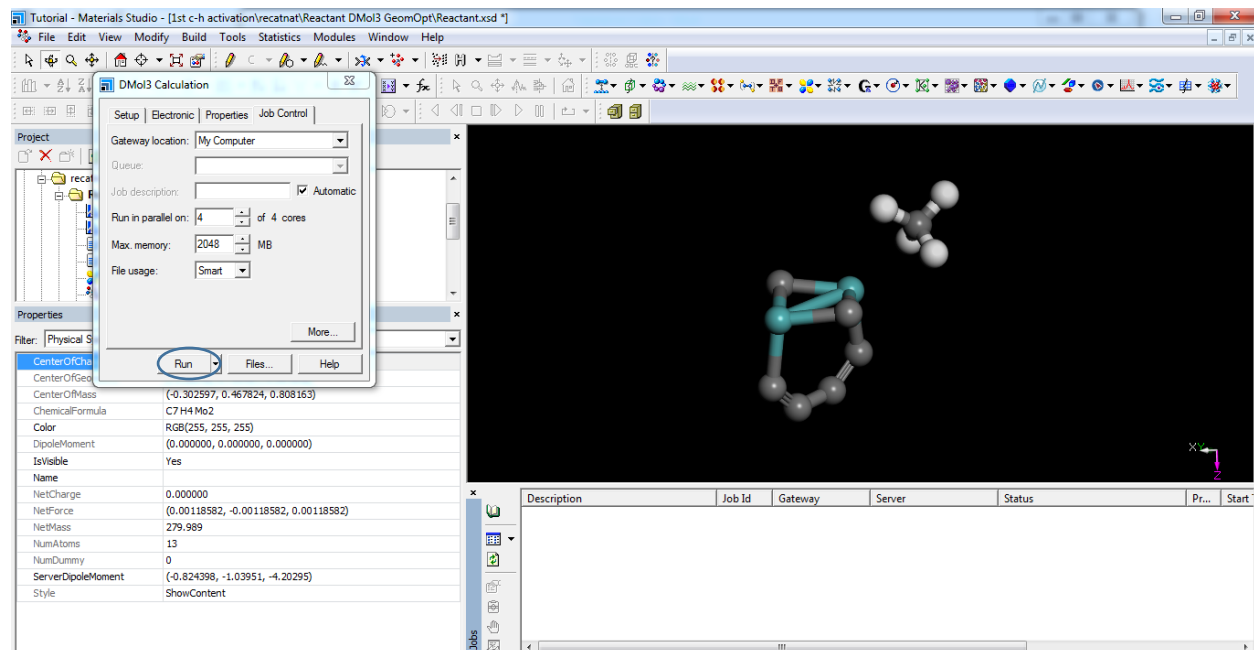 Tutorial - Materials Studio - [1st c-h activation\recatnat\Reactant DMol3 GeomOpt\Reactant.xsd *]
File Edit View Modify Build Tools Statistics Modules Window Help
DMol3 Calculation
Setup Electronic Properties Job Control
Gateway location: My Computer
Queue:
Job description: Automatic
Run in parallel on: 4 of 4 cores
Max. memory: 2048 MB
File usage: Smart
More...
Run Files... Help
Project
recat
Properties
Filter: Physical S
CenterOfCha
CenterOfGeo
CenterOfMass (-0.302597, 0.467824, 0.808163)
ChemicalFormula C7 H4 Mo2
Color RGB(255, 255, 255)
DipoleMoment (0.000000, 0.000000, 0.000000)
IsVisible Yes
Name
NetCharge 0.000000
NetForce (0.00118582, -0.00118582, 0.00118582)
NetMass 279.989
NumAtoms 13
NumDummy 0
ServerDipoleMoment (-0.824398, -1.03951, -4.20295)
Style ShowContent
X Y
Z
Jobs
Description Job Id Gateway Server Status Pr... Start